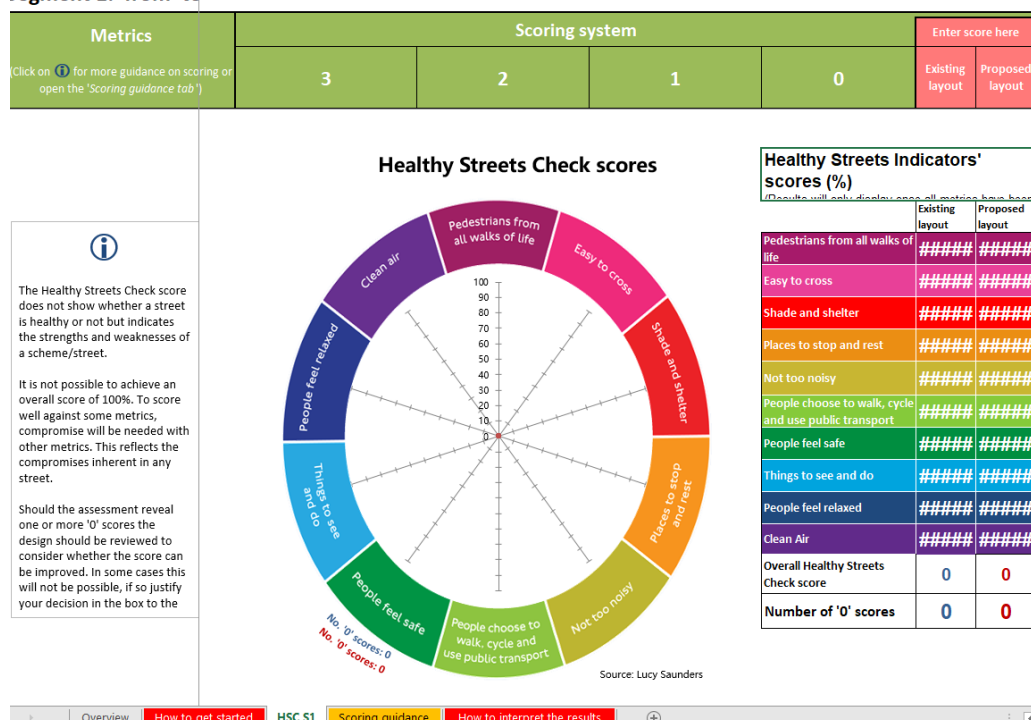 Metrics
(Click on for more guidance on scoring or
open the 'Scoring guidance tab')
Scoring system
3
2
1
0
Enter score here
Existing
layout
Proposed
layout
Healthy Streets Check scores
The Healthy Streets Check score
does not show whether a street
is healthy or not but indicates
the strengths and weaknesses of
a scheme/street.
It is not possible to achieve an
overall score of 100%. To score
well against some metrics,
compromise will be needed with
other metrics. This reflects the
compromises inherent in any
street.
Should the assessment reveal
one or more '0' scores the
design should be reviewed to
consider whether the score can
be improved. In some cases this
will not be possible, if so justify
your decision in the box to the
Pedestrians from
all walks of life
Easy to cross
Shade and shelter
Places to stop
and rest
Not too noisy
People choose to
walk, cycle and
use public transport
People feel safe
Things to see
and do
People feel relaxed
Clean air
100
90
80
70
60
50
40
30
20
10
0
No. '0' scores: 0
No. '0' scores: 0
Source: Lucy Saunders
Healthy Streets Indicators'
scores (%)
Existing
layout
Proposed
layout
Pedestrians from all walks of
life
##### #####
Easy to cross ##### #####
Shade and shelter ##### #####
Places to stop and rest ##### #####
Not too noisy ##### #####
People choose to walk, cycle
and use public transport
##### #####
People feel safe ##### #####
Things to see and do ##### #####
People feel relaxed ##### #####
Clean Air ##### #####
Overall Healthy Streets
Check score
0 0
Number of '0' scores 0 0
Overview How to get started HSC S1 Scoring guidance How to interpret the results